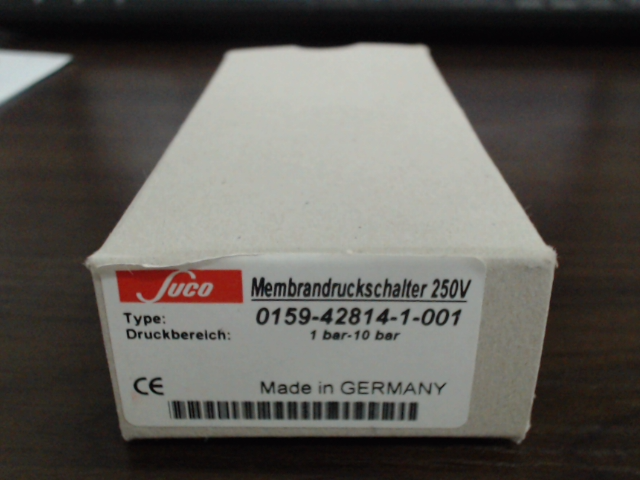 Suco
Membrandruckschalter 250V
Type: 0159-42814-1-001
Druckbereich: 1 bar-10 bar
CE Made in GERMANY